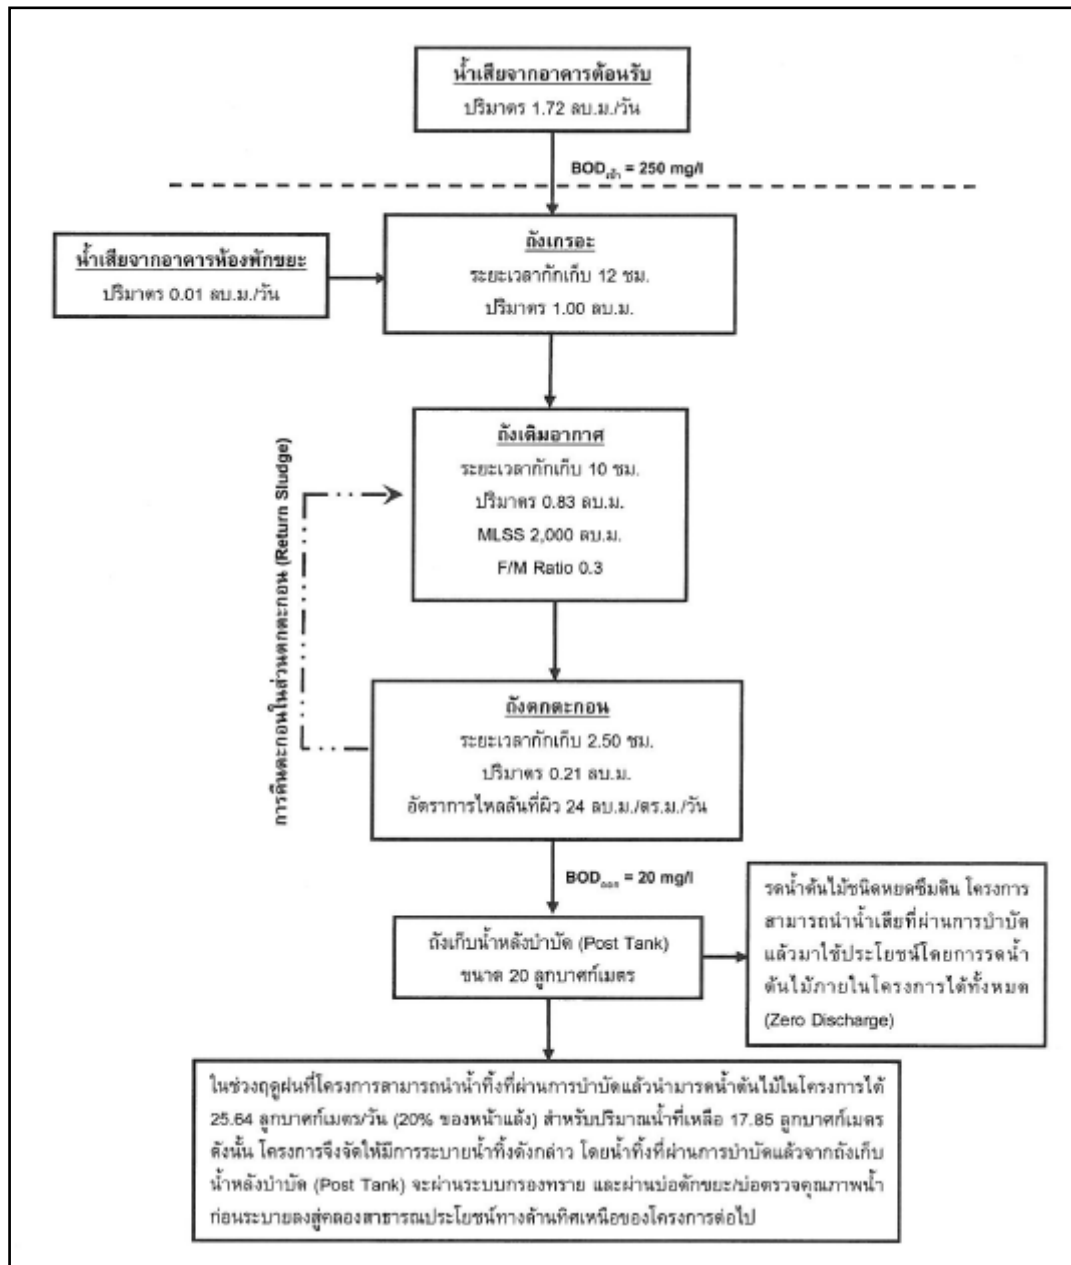 น้ำเสียจากอาคารต้อนรับ
ปริมาตร 1.72 ลบ.ม./วัน
BODเข้า = 250 mg/l
น้ำเสียจากอาคารห้องพักขยะ
ปริมาตร 0.01 ลบ.ม./วัน
ถังเกรอะ
ระยะเวลากักเก็บ 12 ชม.
ปริมาตร 1.00 ลบ.ม.
ถังเติมอากาศ
ระยะเวลากักเก็บ 10 ชม.
ปริมาตร 0.83 ลบ.ม.
MLSS 2,000 ลบ.ม.
F/M Ratio 0.3
การคืนตะกอนในส่วนตกตะกอน (Return Sludge)
ถังตกตะกอน
ระยะเวลากักเก็บ 2.50 ชม.
ปริมาตร 0.21 ลบ.ม.
อัตราการไหลล้นที่ผิว 24 ลบ.ม./ตร.ม./วัน
BODออก = 20 mg/l
ถังเก็บน้ำหลังบำบัด (Post Tank)
ขนาด 20 ลูกบาศก์เมตร
รดน้ำต้นไม้ชนิดหยดซึมดิน โครงการ
สามารถนำน้ำเสียที่ผ่านการบำบัด
แล้วมาใช้ประโยชน์โดยการรดน้ำ
ต้นไม้ภายในโครงการได้ทั้งหมด
(Zero Discharge)
ในช่วงฤดูฝนที่โครงการสามารถนำน้ำทิ้งที่ผ่านการบำบัดแล้วนำมารดน้ำต้นไม้ในโครงการได้
25.64 ลูกบาศก์เมตร/วัน (20% ของหน้าแล้ง) สำหรับปริมาณน้ำที่เหลือ 17.85 ลูกบาศก์เมตร
ดังนั้น โครงการจึงจัดให้มีการระบายน้ำทิ้งดังกล่าว โดยน้ำทิ้งที่ผ่านการบำบัดแล้วจากถังเก็บ
น้ำหลังบำบัด (Post Tank) จะผ่านระบบกรองทราย และผ่านบ่อดักขยะ/บ่อตรวจคุณภาพน้ำ
ก่อนระบายลงสู่คลองสาธารณประโยชน์ทางด้านทิศเหนือของโครงการต่อไป